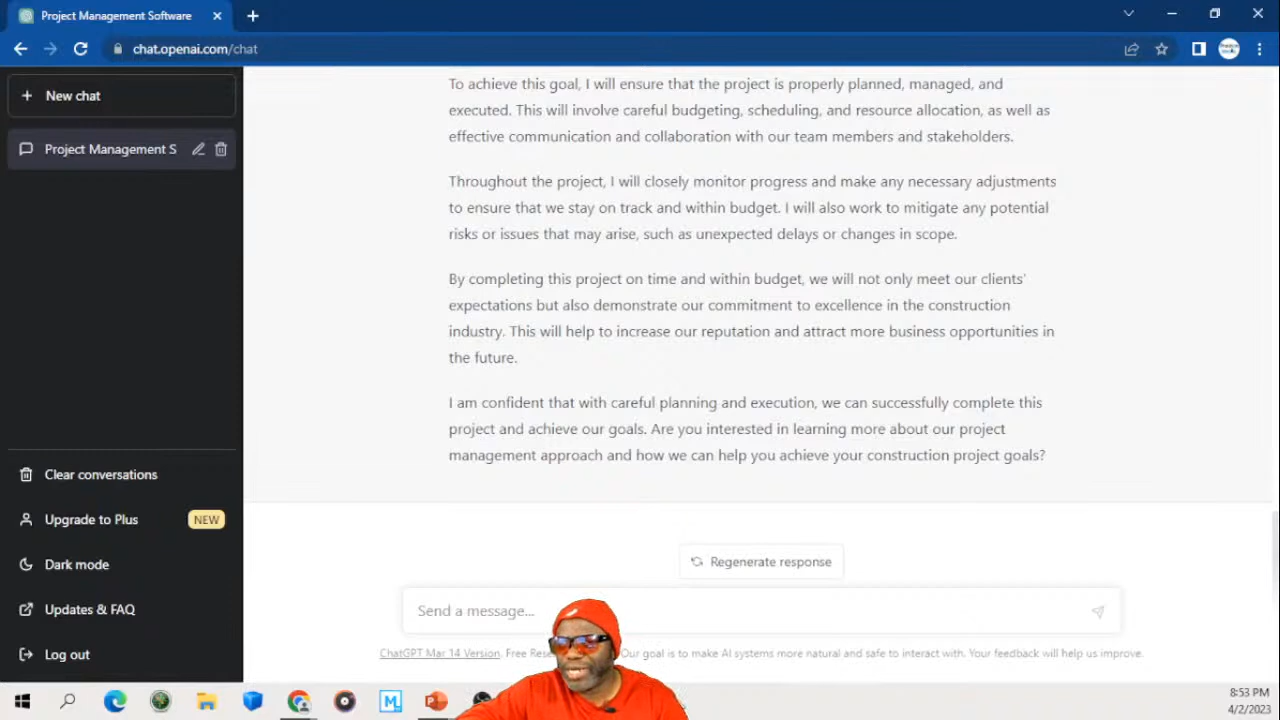 Project Management Software
chat.openai.com/chat
New chat
Project Management S
Clear conversations
Upgrade to Plus NEW
Dark mode
Updates & FAQ
Log out
To achieve this goal, I will ensure that the project is properly planned, managed, and
executed. This will involve careful budgeting, scheduling, and resource allocation, as well as
effective communication and collaboration with our team members and stakeholders.
Throughout the project, I will closely monitor progress and make any necessary adjustments
to ensure that we stay on track and within budget. I will also work to mitigate any potential
risks or issues that may arise, such as unexpected delays or changes in scope.
By completing this project on time and within budget, we will not only meet our clients'
expectations but also demonstrate our commitment to excellence in the construction
industry. This will help to increase our reputation and attract more business opportunities in
the future.
I am confident that with careful planning and execution, we can successfully complete this
project and achieve our goals. Are you interested in learning more about our project
management approach and how we can help you achieve your construction project goals?
Regenerate response
Send a message...
ChatGPT Mar 14 Version. Free Our goal is to make AI systems more natural and safe to interact with. Your feedback will help us improve.
8:53 PM
4/2/2023